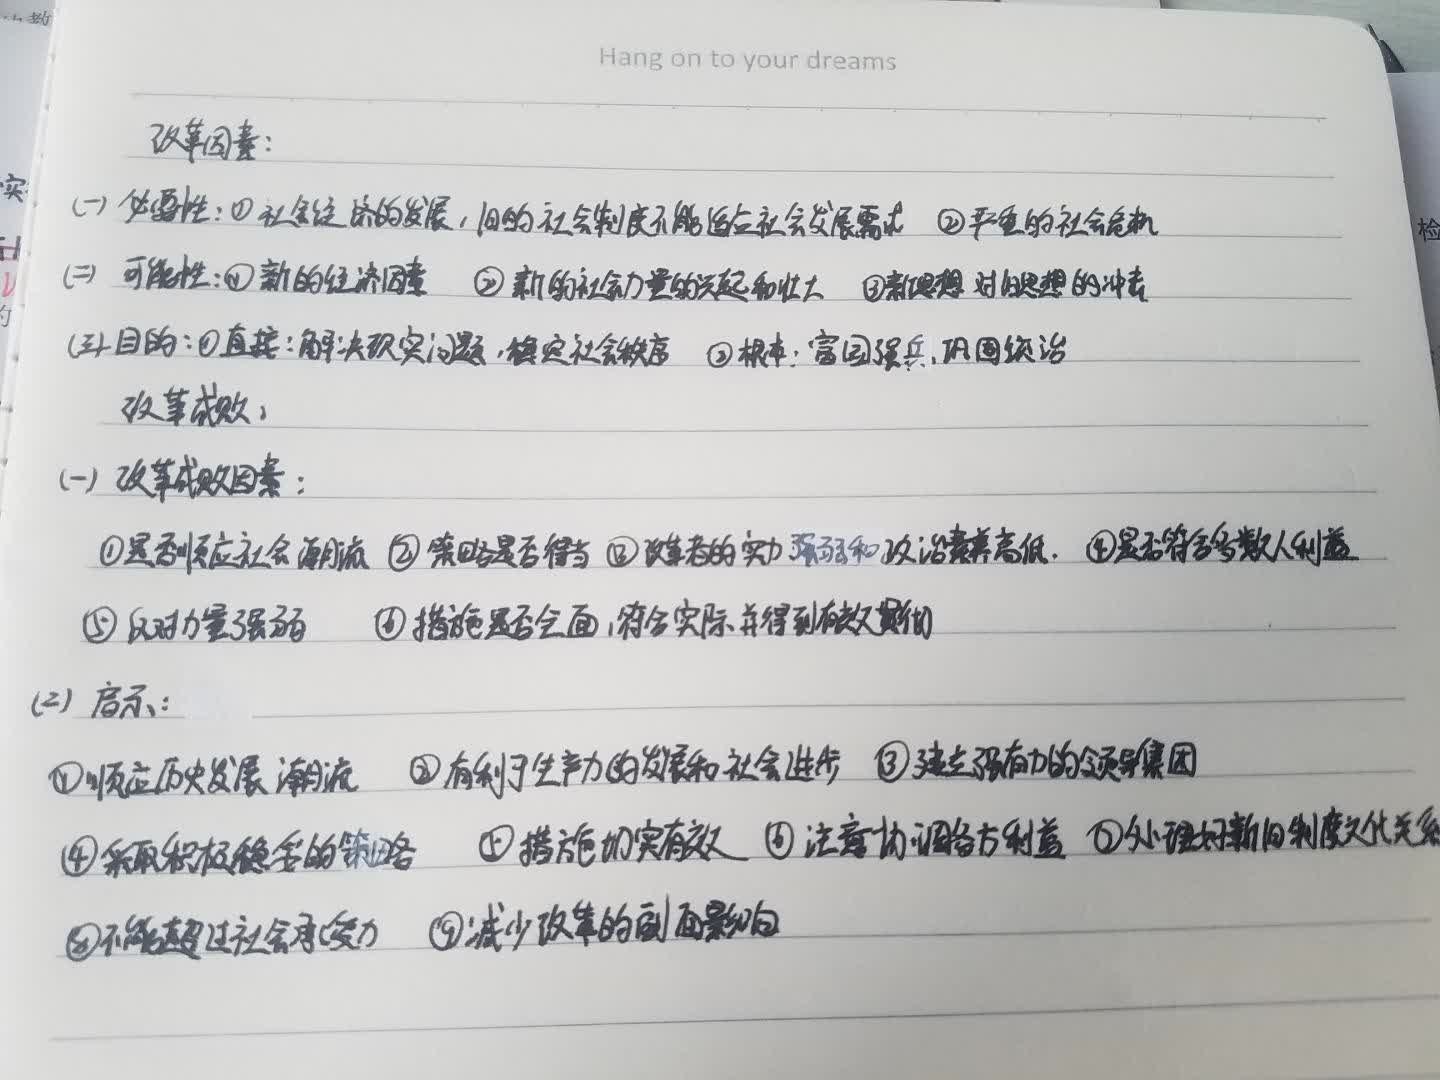 Hang on to your dreams
改革因素：
(一) 必要性：①社会经济的发展，旧的社会制度不能适应社会发展需求 ②严重的社会危机
(二) 可能性：①新的经济因素 ②新的社会力量的兴起和壮大 ③新思想对旧思想的冲击
(三) 目的：①直接：解决现实问题，稳定社会秩序 ②根本：富国强兵，巩固统治
改革成败：
(一) 改革成败因素：
①是否顺应社会潮流 ②策略是否得当 ③改革者的实力强弱和政治素养高低. ④是否符合多数人利益
⑤反对力量强弱 ⑥措施是否全面，符合实际并得到有效贯彻
(二) 启示：
①顺应历史发展潮流 ②有利于生产力的发展和社会进步 ③建立强有力的领导集团
④采取积极稳妥的策略 ⑤措施切实有效 ⑥注意协调各方利益 ⑦处理好新旧制度文化关系
⑧不能超过社会承受力 ⑨减少改革的副面影响